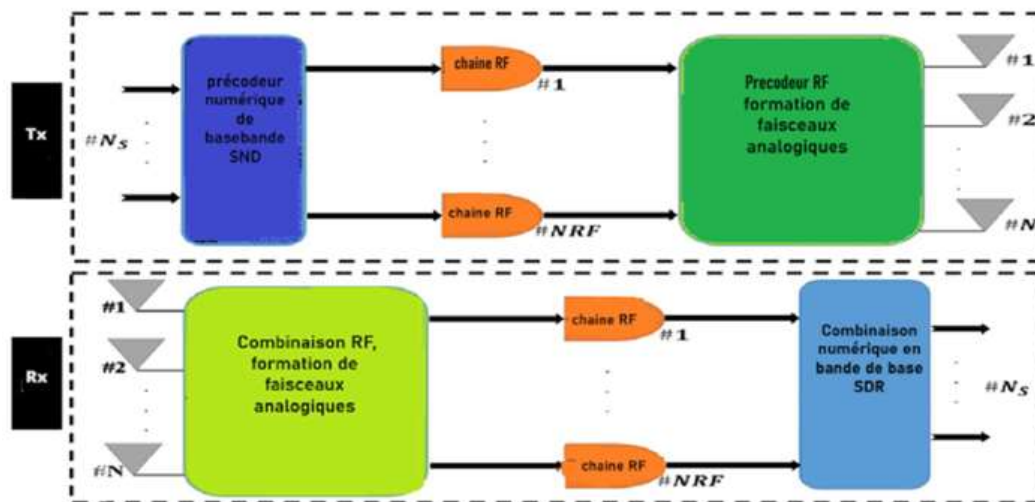 Tx
#N_S
précodeur
numérique
de
basebande
SND
chaine RF
#1
chaine RF
#NRF
Precodeur RF
formation de
faisceaux
analogiques
#1
#2
#N
Rx
#1
#2
#N
Combinaison RF,
formation de
faisceaux
analogiques
chaine RF
#1
chaine RF
#NRF
Combinaison
numérique en
bande de base
SDR
#N_S